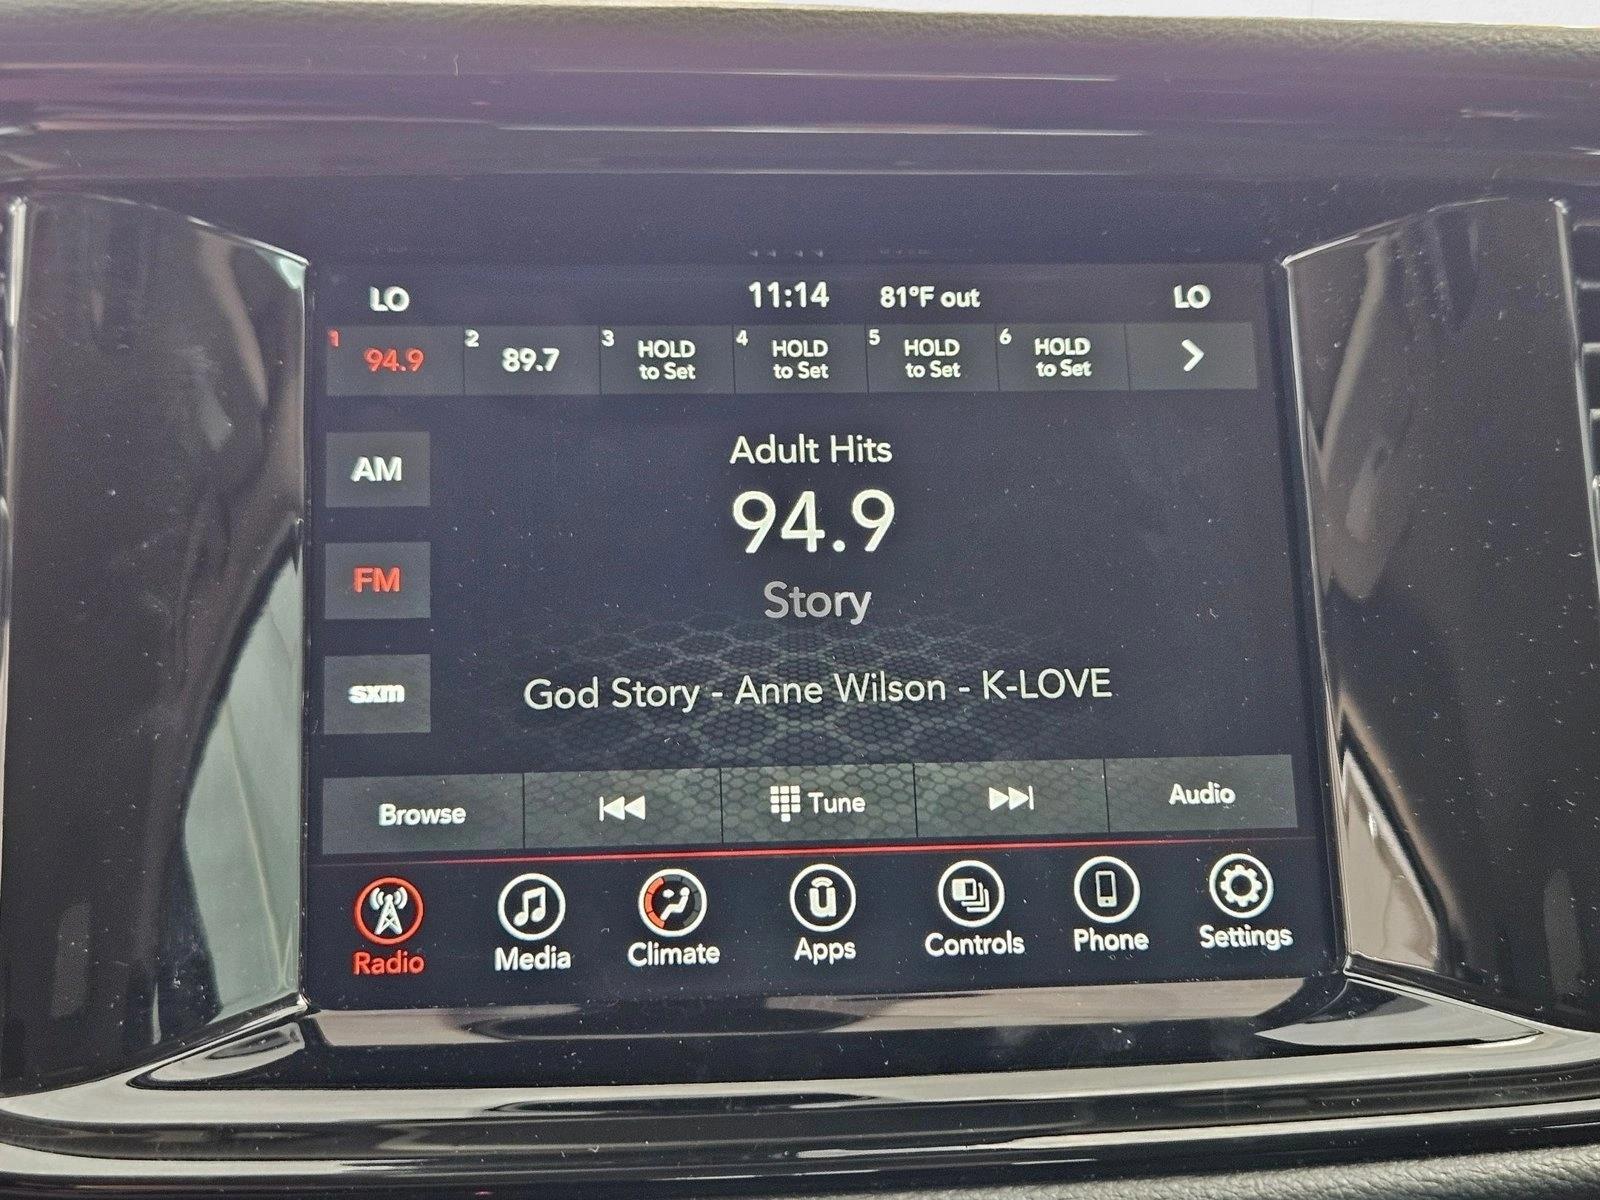 LO 11:14 81°F out LO
1 94.9 2 89.7 3 HOLD to Set 4 HOLD to Set 5 HOLD to Set 6 HOLD to Set
Adult Hits
AM
94.9
FM
Story
sxm
God Story - Anne Wilson - K-LOVE
Browse Tune Audio
Radio Media Climate Apps Controls Phone Settings